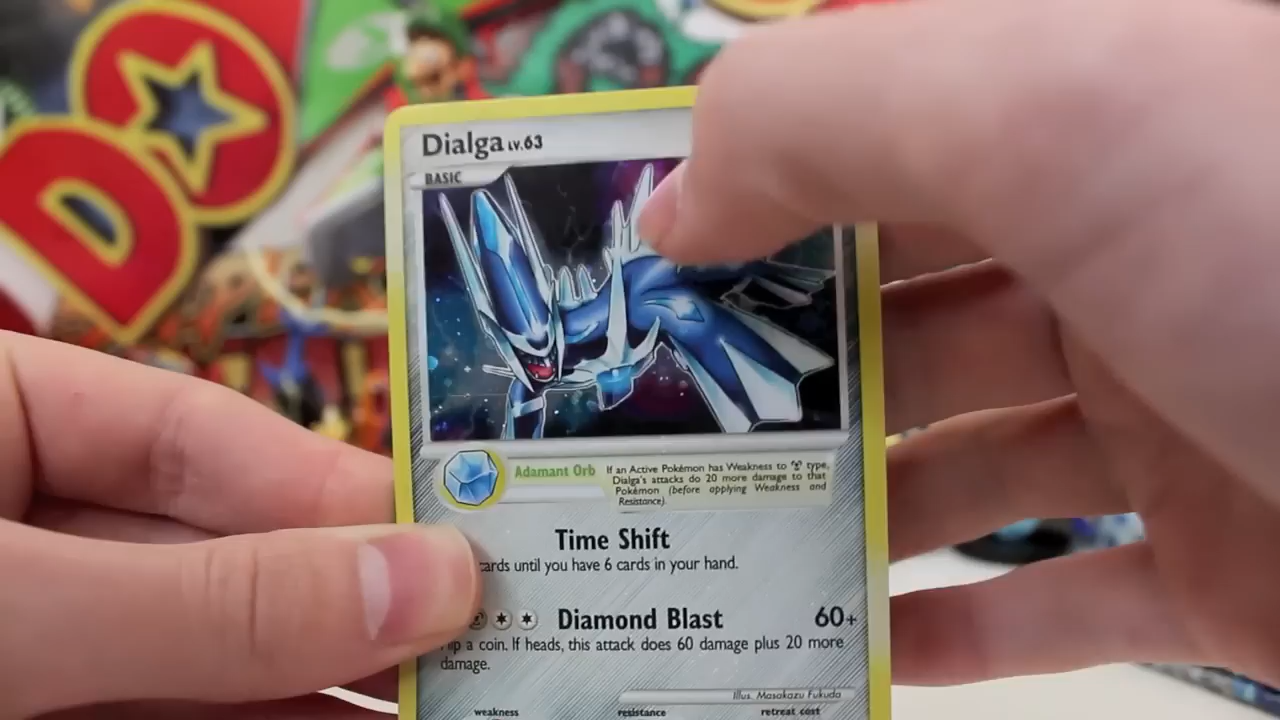 DO
Dialga LV.63
BASIC
Adamant Orb
If an Active Pokémon has Weakness to type,
Dialga's attacks do 20 more damage to that
Pokémon (before applying Weakness and
Resistance).
Time Shift
cards until you have 6 cards in your hand.
Diamond Blast 60+
a coin. If heads, this attack does 60 damage plus 20 more
damage.
Illus. Masakazu Fukuda
weakness resistance retreat cost